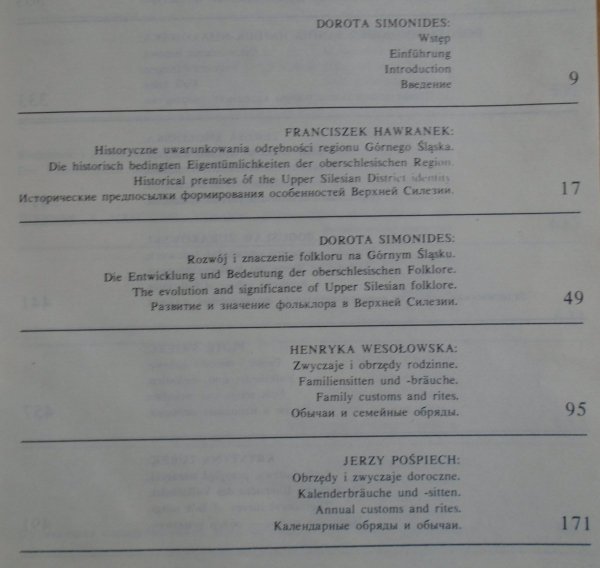 DOROTA SIMONIDES:
Wstęp
Einführung
Introduction
Введение
9
FRANCISZEK HAWRANEK:
Historyczne uwarunkowania odrębności regionu Górnego Śląska.
Die historisch bedingten Eigentümlichkeiten der oberschlesischen Region.
Historical premises of the Upper Silesian District identity.
Исторические предпосылки формирования особенностей Верхней Силезии.
17
DOROTA SIMONIDES:
Rozwój i znaczenie folkloru na Górnym Śląsku.
Die Entwicklung und Bedeutung der oberschlesischen Folklore.
The evolution and significance of Upper Silesian folklore.
Развитие и значение фольклора в Верхней Силезии.
49
HENRYKA WESOŁOWSKA:
Zwyczaje i obrzędy rodzinne.
Familiensitten und -bräuche.
Family customs and rites.
Обычаи и семейные обряды.
95
JERZY POŚPIECH:
Obrzędy i zwyczaje doroczne.
Kalenderbräuche und -sitten.
Annual customs and rites.
Календарные обряды и обычаи.
171